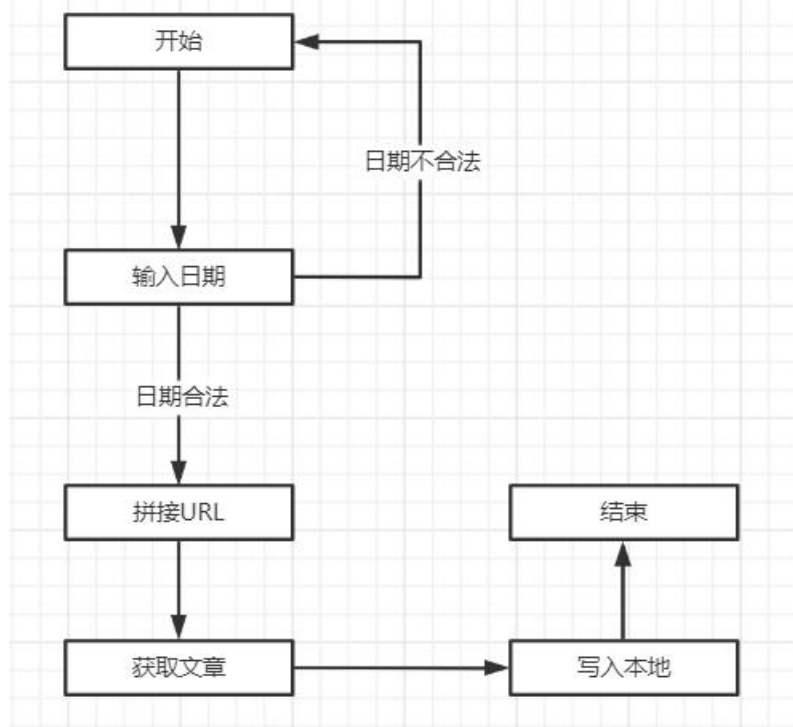 开始
日期不合法
输入日期
日期合法
拼接URL
结束
获取文章
写入本地